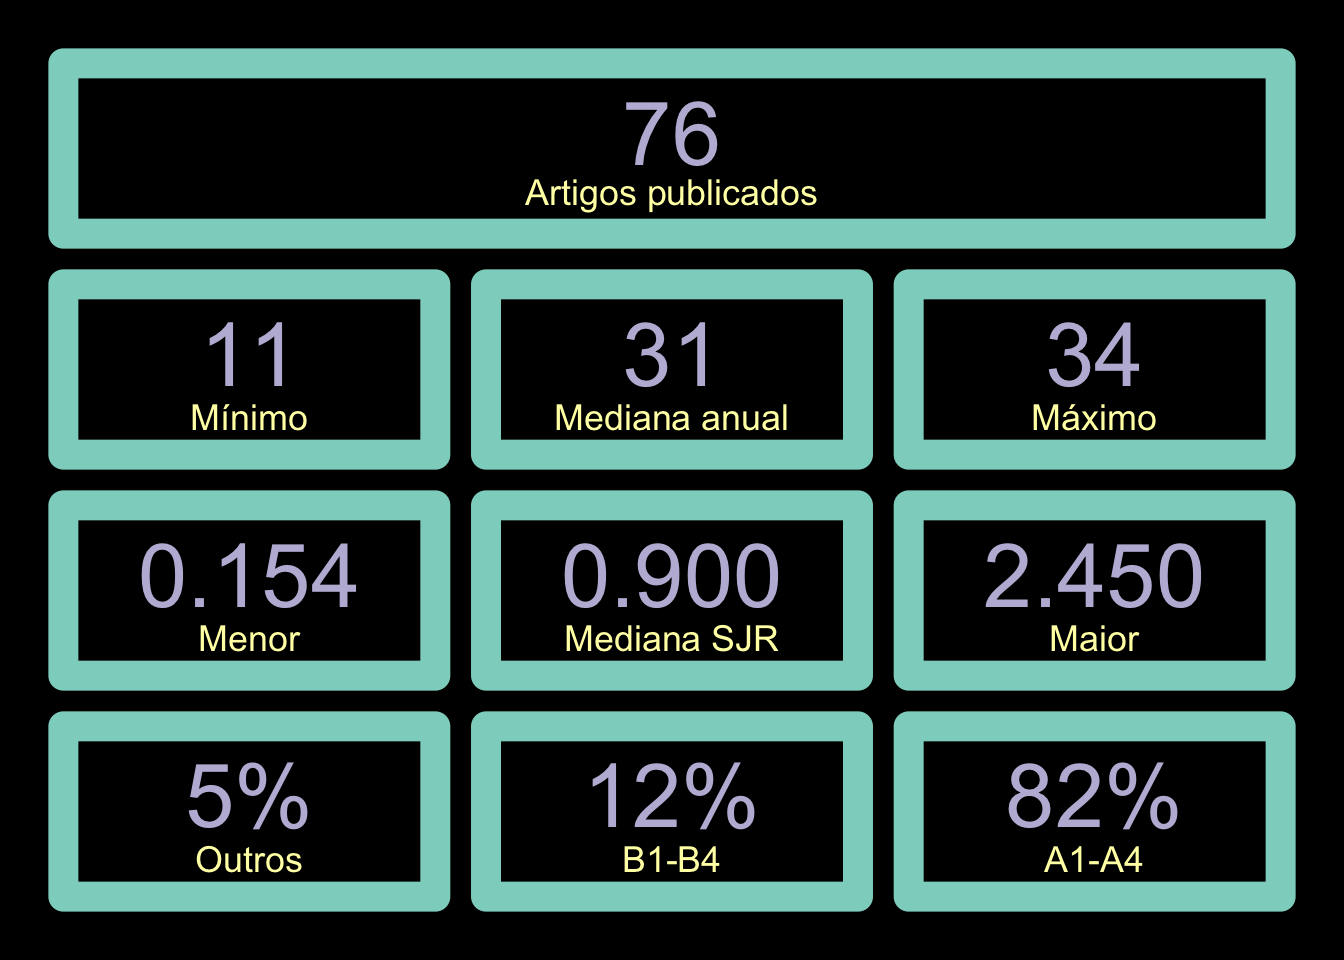 76
Artigos publicados
11
Mínimo
31
Mediana anual
34
Máximo
0.154
Menor
0.900
Mediana SJR
2.450
Maior
5%
Outros
12%
B1-B4
82%
A1-A4